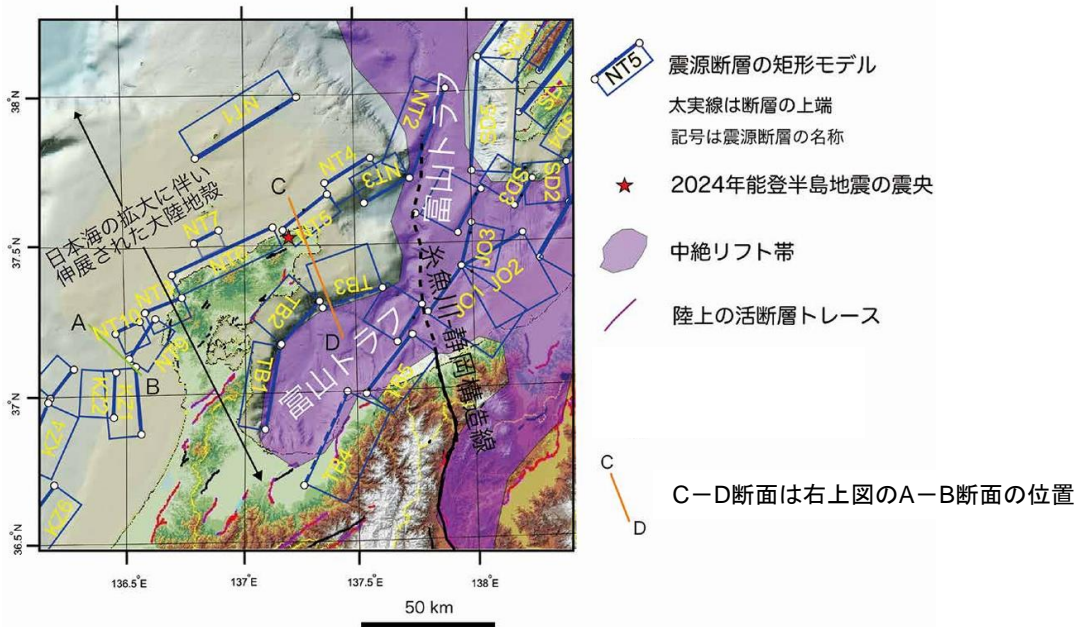 38°N
37.5°N
37°N
36.5°N
136.5°E
137°E
137.5°E
138°E
50 km
NT1
NT2
NT4
NT3
NT5
NT7
NT10
SD3
SD2
SD4
JO3
JO2
JO1
TB3
TB2
TB1
TB4
KZ2
KZ4
KZ6
A
B
C
D
日本海の拡大に伴い
伸展された大陸地殻
富山トラフ
富山トラフ
糸魚川 静岡構造線
NT5
震源断層の矩形モデル
太実線は断層の上端
記号は震源断層の名称
2024年能登半島地震の震央
中絶リフト帯
陸上の活断層トレース
C
D
C－D断面は右上図のA－B断面の位置